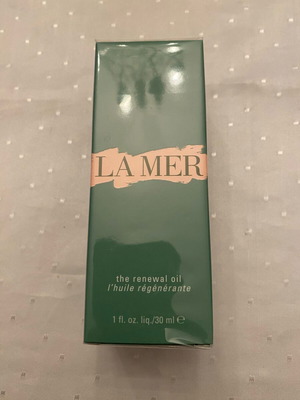 LA MER
the renewal oil
l'huile régénérante
1 fl. oz. liq./30 ml ℮